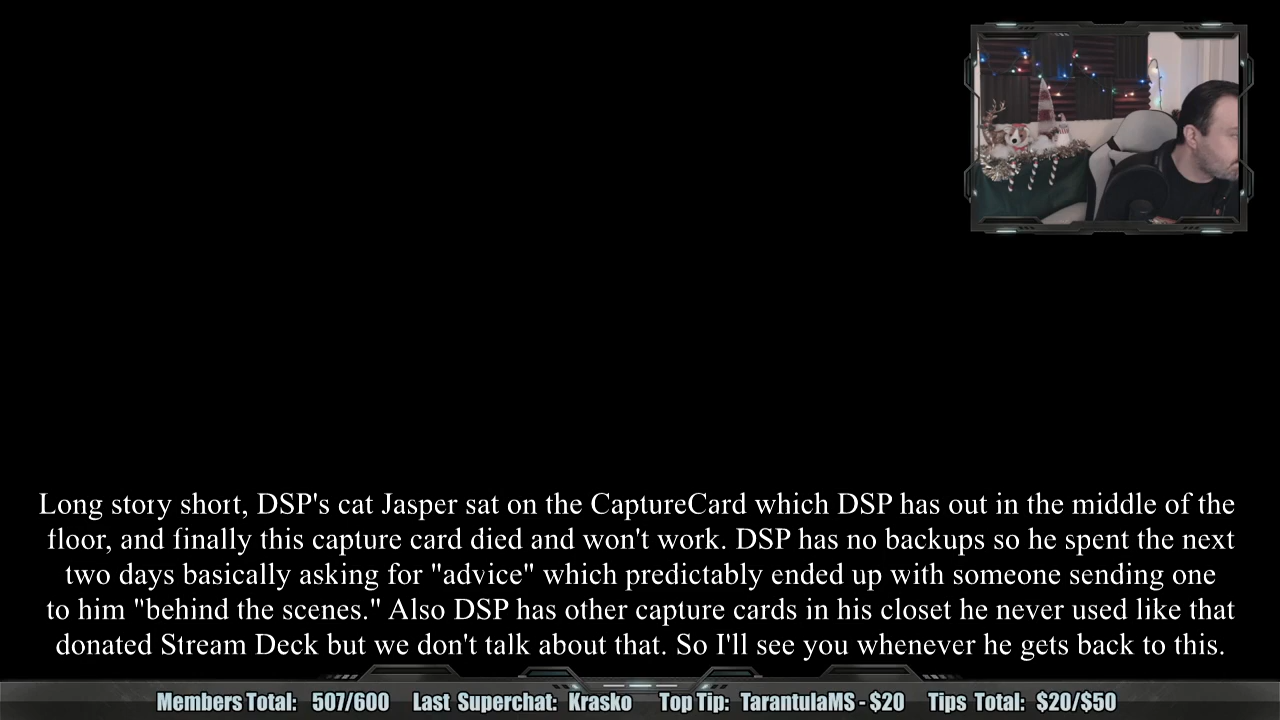 Long story short, DSP's cat Jasper sat on the CaptureCard which DSP has out in the middle of the
floor, and finally this capture card died and won't work. DSP has no backups so he spent the next
two days basically asking for "advice" which predictably ended up with someone sending one
to him "behind the scenes." Also DSP has other capture cards in his closet he never used like that
donated Stream Deck but we don't talk about that. So I'll see you whenever he gets back to this.
Members Total: 507/600 Last Superchat: Krasko Top Tip: TarantulaMS - $20 Tips Total: $20/$50